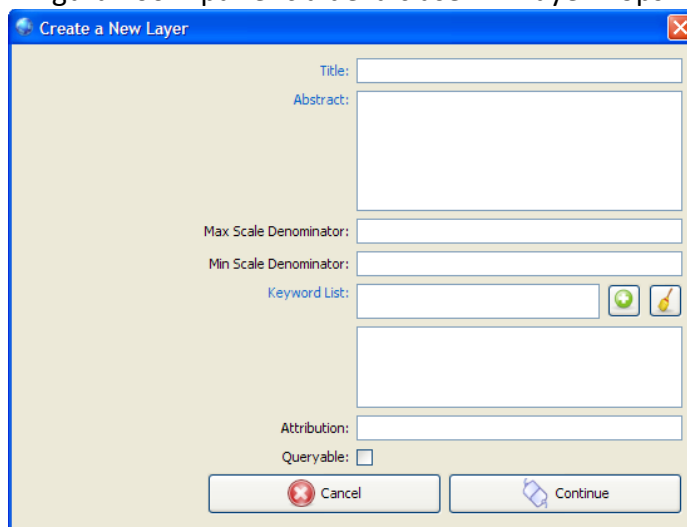 Create a New Layer
Title:
Abstract:
Max Scale Denominator:
Min Scale Denominator:
Keyword List:
Attribution:
Queryable:
Cancel
Continue